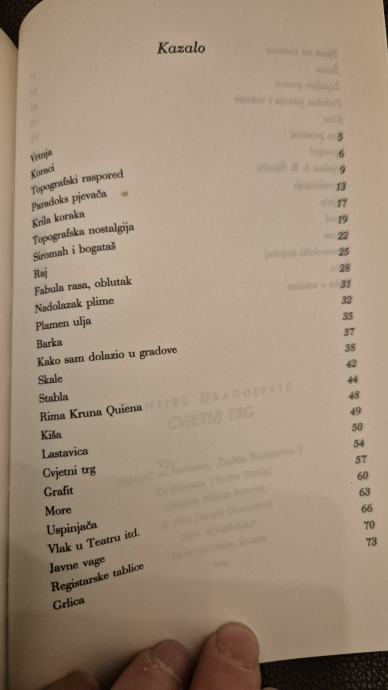 Kazalo
Vrtnja 5
Koraci 6
Topografski raspored 9
Paradoks pjevača 13
Krila koraka 17
Topografska nostalgija 19
Siromah i bogataš 22
Raj 25
Fabula rasa, oblutak 28
Nadolazak plime 31
Plamen ulja 32
Barka 35
Kako sam dolazio u gradove 37
Skale 38
Stabla 42
Rima Kruna Quiena 44
Kiša 48
Lastavica 49
Cvjetni trg 50
Grafit 54
More 57
Uspinjača 60
Vlak u Teatru itd. 63
Javne vage 66
Registarske tablice 70
Grlica 73